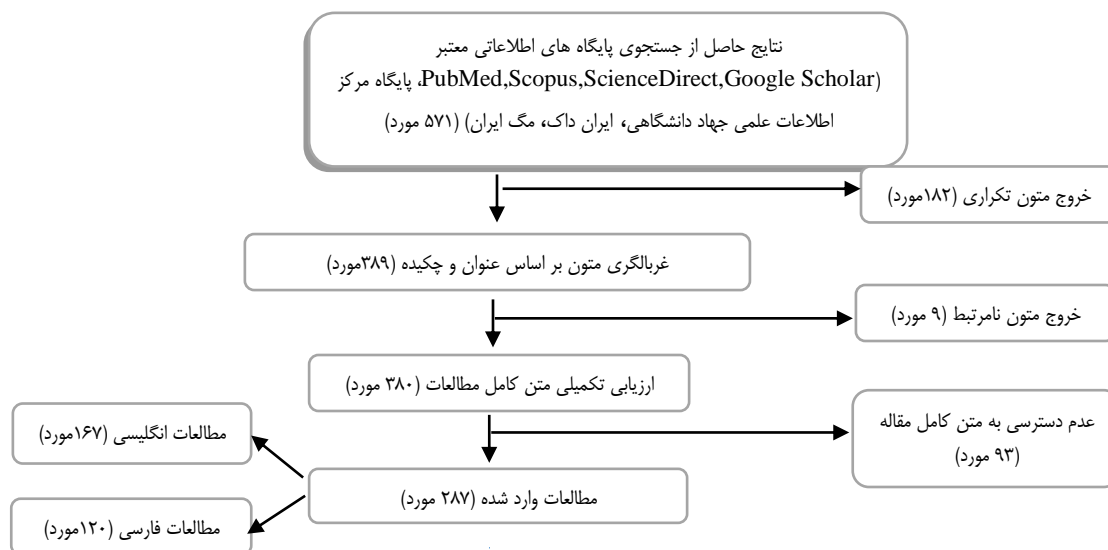 نتایج حاصل از جستجوی پایگاه های اطلاعاتی معتبر
(PubMed,Scopus,ScienceDirect,Google Scholar، پایگاه مرکز
اطلاعات علمی جهاد دانشگاهی، ایران داک، مگ ایران) (۵۷۱ مورد)
خروج متون تکراری (۱۸۲مورد)
غربالگری متون بر اساس عنوان و چکیده (۳۸۹مورد)
خروج متون نامرتبط (۹ مورد)
ارزیابی تکمیلی متن کامل مطالعات (۳۸۰ مورد)
عدم دسترسی به متن کامل مقاله
(۹۳ مورد)
مطالعات انگلیسی (۱۶۷مورد)
مطالعات وارد شده (۲۸۷ مورد)
مطالعات فارسی (۱۲۰مورد)